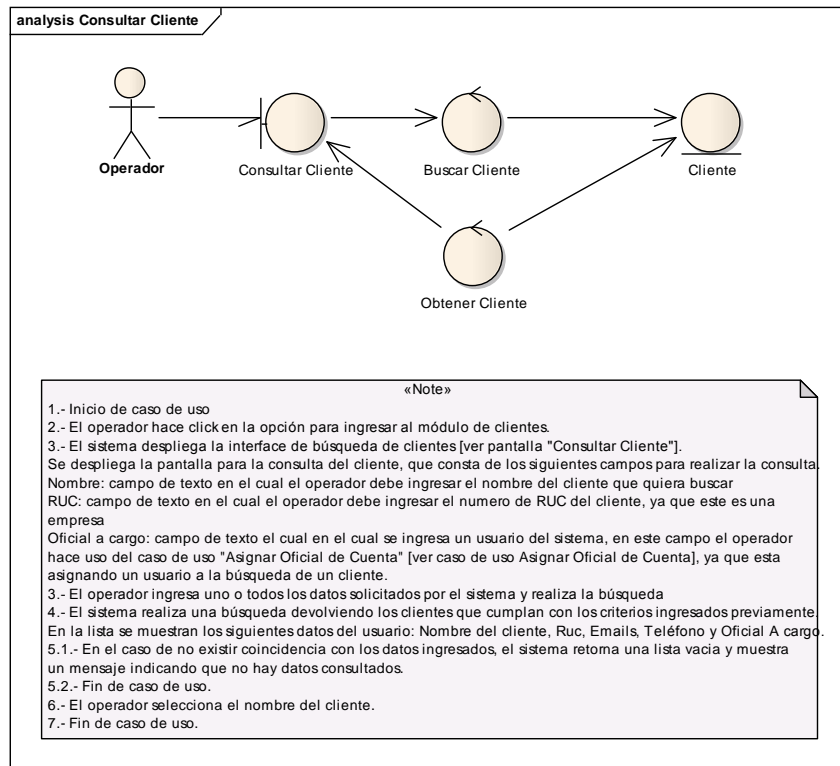 analysis Consultar Cliente
Operador
Consultar Cliente
Buscar Cliente
Cliente
Obtener Cliente
«Note»
1.- Inicio de caso de uso
2.- El operador hace click en la opción para ingresar al módulo de clientes.
3.- El sistema despliega la interface de búsqueda de clientes [ver pantalla "Consultar Cliente"].
Se despliega la pantalla para la consulta del cliente, que consta de los siguientes campos para realizar la consulta.
Nombre: campo de texto en el cual el operador debe ingresar el nombre del cliente que quiera buscar
RUC: campo de texto en el cual el operador debe ingresar el numero de RUC del cliente, ya que este es una
empresa
Oficial a cargo: campo de texto el cual en el cual se ingresa un usuario del sistema, en este campo el operador
hace uso del caso de uso "Asignar Oficial de Cuenta" [ver caso de uso Asignar Oficial de Cuenta], ya que esta
asignando un usuario a la búsqueda de un cliente.
3.- El operador ingresa uno o todos los datos solicitados por el sistema y realiza la búsqueda
4.- El sistema realiza una búsqueda devolviendo los clientes que cumplan con los criterios ingresados previamente.
En la lista se muestran los siguientes datos del usuario: Nombre del cliente, Ruc, Emails, Teléfono y Oficial A cargo.
5.1.- En el caso de no existir coincidencia con los datos ingresados, el sistema retorna una lista vacia y muestra
un mensaje indicando que no hay datos consultados.
5.2.- Fin de caso de uso.
6.- El operador selecciona el nombre del cliente.
7.- Fin de caso de uso.